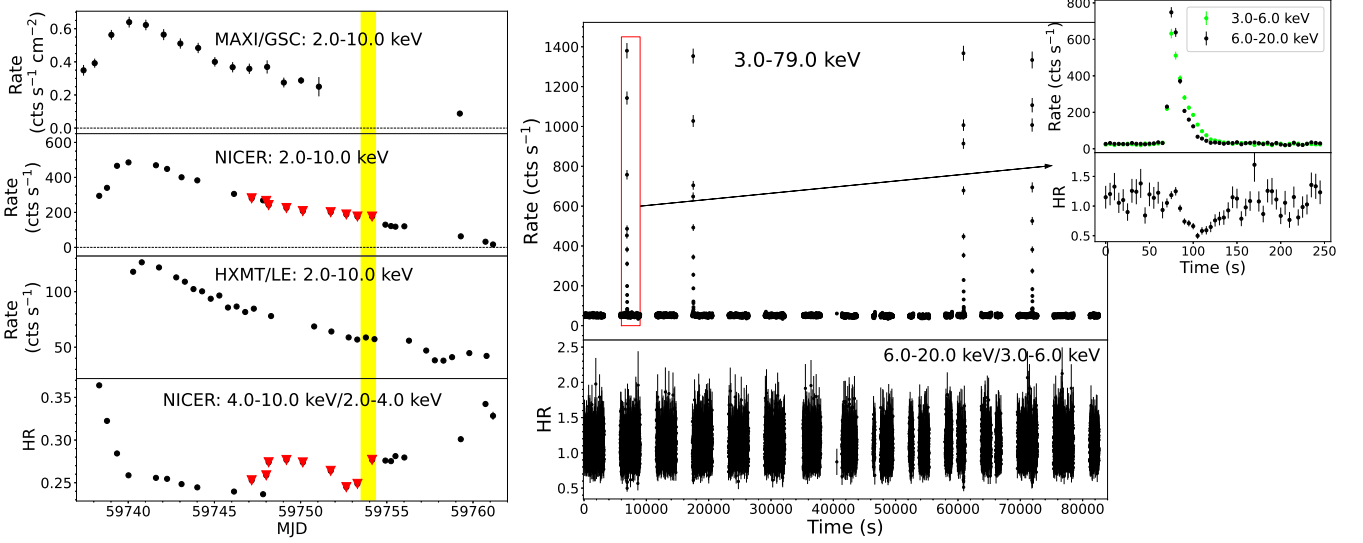 MAXI/GSC: 2.0-10.0 keV
Rate
(cts s⁻¹ cm⁻²)
0.6
0.4
0.2
0.0
NICER: 2.0-10.0 keV
Rate
(cts s⁻¹)
600
400
200
0
HXMT/LE: 2.0-10.0 keV
Rate
(cts s⁻¹)
100
50
NICER: 4.0-10.0 keV/2.0-4.0 keV
HR
0.35
0.30
0.25
59740 59745 59750 59755 59760
MJD
3.0-79.0 keV
Rate (cts s⁻¹)
1400
1200
1000
800
600
400
200
0
6.0-20.0 keV/3.0-6.0 keV
HR
2.5
2.0
1.5
1.0
0.5
0 10000 20000 30000 40000 50000 60000 70000 80000
Time (s)
3.0-6.0 keV
6.0-20.0 keV
Rate (cts s⁻¹)
800
600
400
200
0
HR
1.5
1.0
0.5
0 50 100 150 200 250
Time (s)